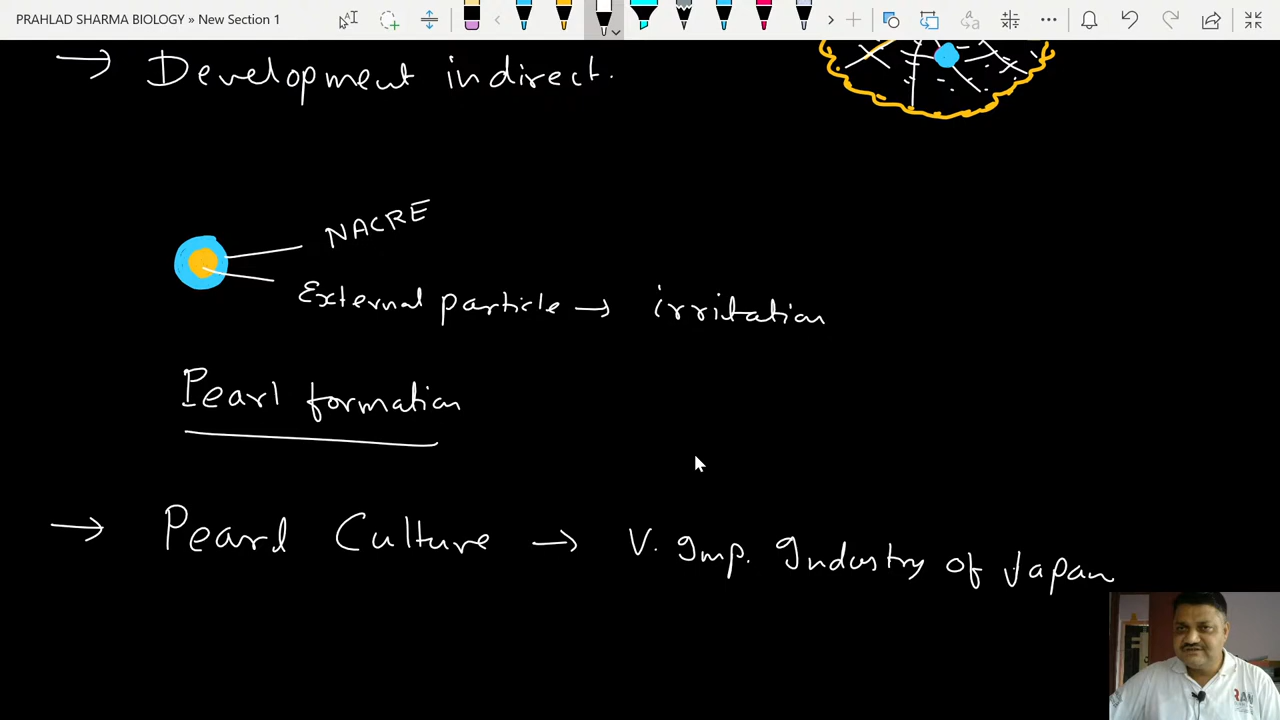 PRAHLAD SHARMA BIOLOGY » New Section 1
→ Development indirect.
NACRE
External particle → irritation
Pearl formation
→ Pearl Culture → V. Imp. Industry of Japan